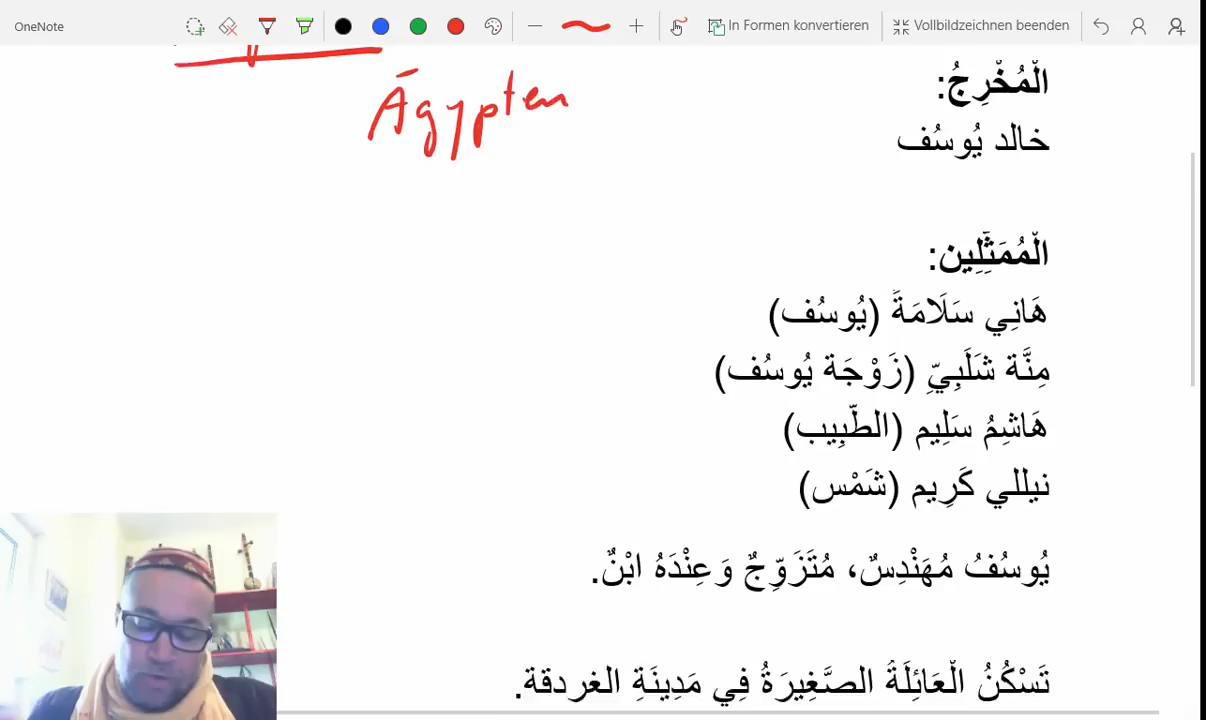 OneNote
In Formen konvertieren
Vollbildzeichnen beenden
Ägypten
الْمُخْرِجُ:
خالد يُوسُف
الْمُمَثِّلِين:
هَانِي سَلَامَةَ (يُوسُف)
مِنَّة شَلَبِيِّ (زَوْجَة يُوسُف)
هَاشِمُ سَلِيم (الطَّبِيب)
نيللي كَرِيم (شَمْس)
يُوسُفُ مُهَنْدِسٌ، مُتَزَوِّجٌ وَعِنْدَهُ ابْنٌ.
تَسْكُنُ الْعَائِلَةُ الصَّغِيرَةُ فِي مَدِينَةِ الغردقة.